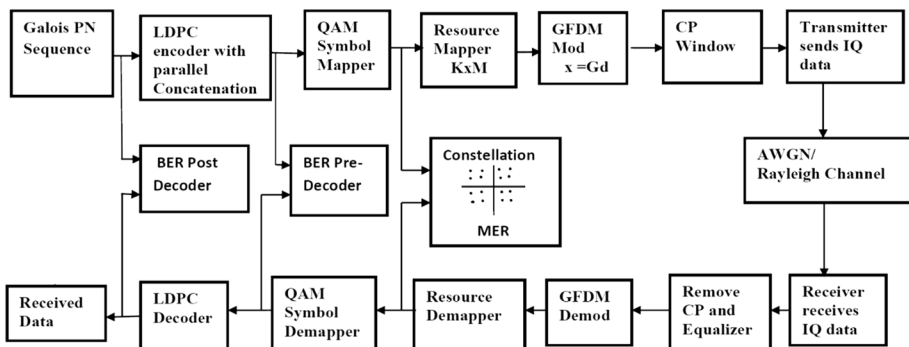 Galois PN
Sequence
LDPC
encoder with
parallel
Concatenation
QAM
Symbol
Mapper
Resource
Mapper
KxM
GFDM
Mod
x =Gd
CP
Window
Transmitter
sends IQ
data
BER Post
Decoder
BER Pre-
Decoder
Constellation
MER
AWGN/
Rayleigh Channel
Received
Data
LDPC
Decoder
QAM
Symbol
Demapper
Resource
Demapper
GFDM
Demod
Remove
CP and
Equalizer
Receiver
receives
IQ data